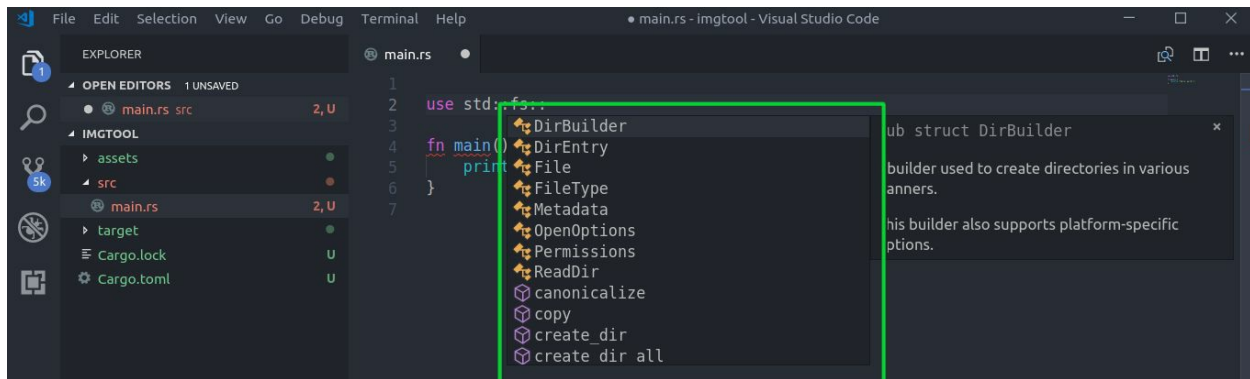 File Edit Selection View Go Debug Terminal Help ● main.rs - imgtool - Visual Studio Code
EXPLORER
1
OPEN EDITORS 1 UNSAVED
main.rs src 2, U
IMGTOOL
assets
src
main.rs 2, U
target
Cargo.lock U
Cargo.toml U
5k
main.rs
1
2 use std::fs::
3
4 fn main()
5 print
6 }
7
DirBuilder
DirEntry
File
FileType
Metadata
OpenOptions
Permissions
ReadDir
canonicalize
copy
create_dir
create_dir_all
ub struct DirBuilder
builder used to create directories in various
anners.
his builder also supports platform-specific
ptions.